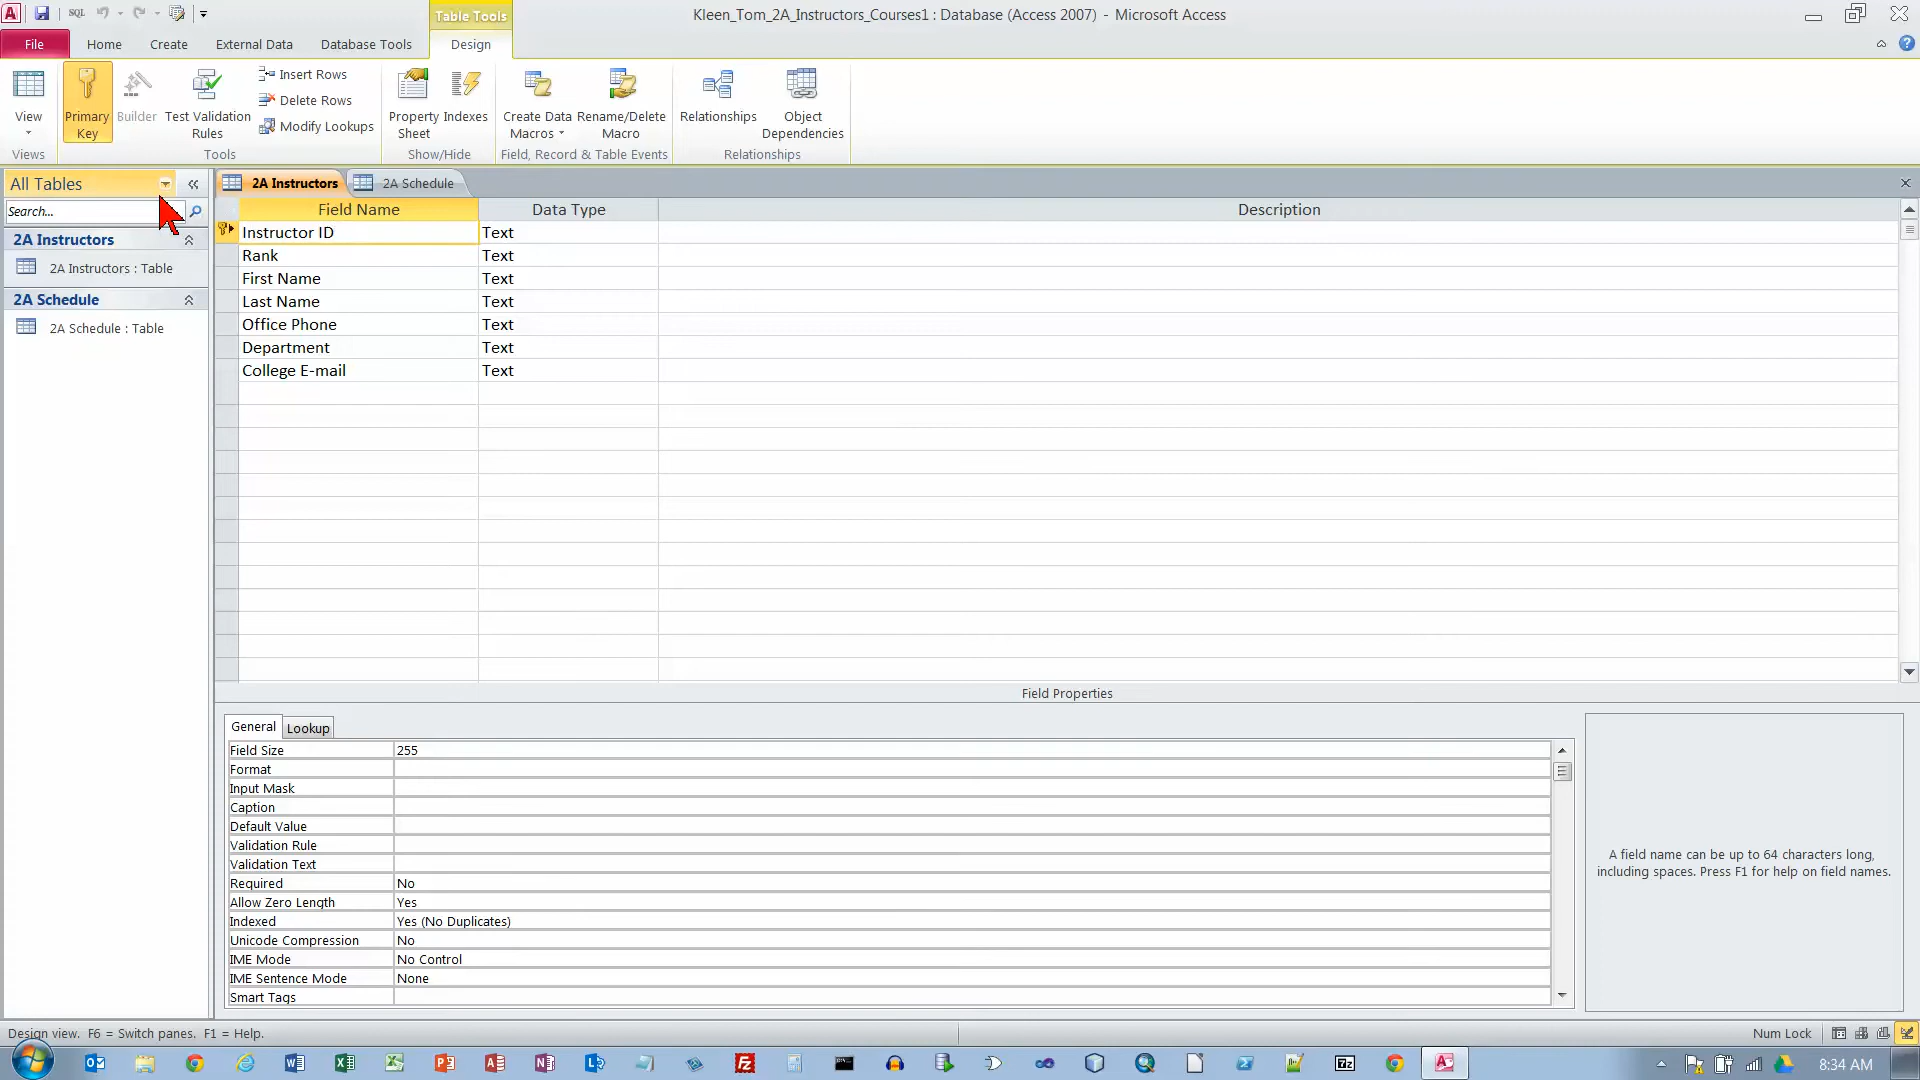 Kleen_Tom_2A_Instructors_Courses1 : Database (Access 2007) - Microsoft Access
SQL
Table Tools
File Home Create External Data Database Tools Design
View
Primary Key
Builder
Test Validation Rules
Insert Rows
Delete Rows
Modify Lookups
Property Sheet
Indexes
Create Data Macros
Rename/Delete Macro
Relationships
Object Dependencies
Views Tools Show/Hide Field, Record & Table Events Relationships
All Tables
Search...
2A Instructors
2A Instructors : Table
2A Schedule
2A Schedule : Table
2A Instructors 2A Schedule
Field Name Data Type Description
Instructor ID Text
Rank Text
First Name Text
Last Name Text
Office Phone Text
Department Text
College E-mail Text
Field Properties
General Lookup
Field Size 255
Format
Input Mask
Caption
Default Value
Validation Rule
Validation Text
Required No
Allow Zero Length Yes
Indexed Yes (No Duplicates)
Unicode Compression No
IME Mode No Control
IME Sentence Mode None
Smart Tags
A field name can be up to 64 characters long,
including spaces. Press F1 for help on field names.
Design view. F6 = Switch panes. F1 = Help.
Num Lock
8:34 AM